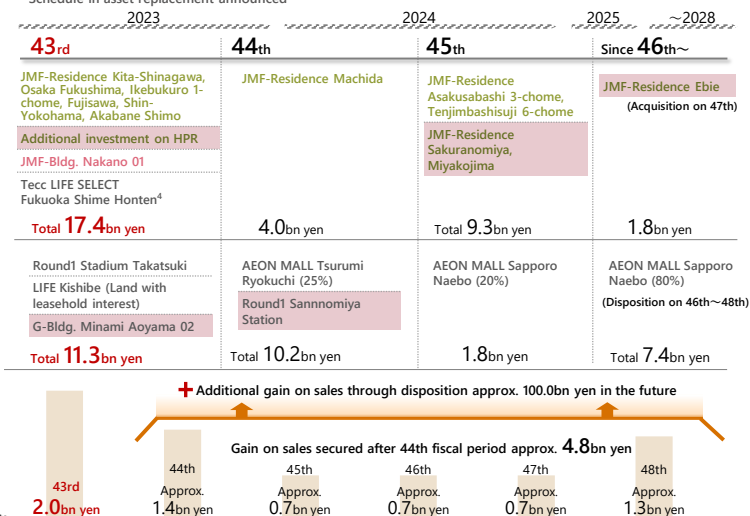 Schedule in asset replacement announced
2023 2024 2025 ～2028
43rd 44th 45th Since 46th～
JMF-Residence Kita-Shinagawa,
Osaka Fukushima, Ikebukuro 1-
chome, Fujisawa, Shin-
Yokohama, Akabane Shimo
Additional investment on HPR
JMF-Bldg. Nakano 01
Tecc LIFE SELECT
Fukuoka Shime Honten4
Total 17.4bn yen
JMF-Residence Machida
4.0bn yen
JMF-Residence
Asakusabashi 3-chome,
Tenjimbashisuji 6-chome
JMF-Residence
Sakuranomiya,
Miyakojima
Total 9.3bn yen
JMF-Residence Ebie
(Acquisition on 47th)
1.8bn yen
Round1 Stadium Takatsuki
LIFE Kishibe (Land with
leasehold interest)
G-Bldg. Minami Aoyama 02
Total 11.3bn yen
AEON MALL Tsurumi
Ryokuchi (25%)
Round1 Sannnomiya
Station
Total 10.2bn yen
AEON MALL Sapporo
Naebo (20%)
1.8bn yen
AEON MALL Sapporo
Naebo (80%)
(Disposition on 46th～48th)
Total 7.4bn yen
+ Additional gain on sales through disposition approx. 100.0bn yen in the future
Gain on sales secured after 44th fiscal period approx. 4.8bn yen
43rd
2.0bn yen
44th
Approx.
1.4bn yen
45th
Approx.
0.7bn yen
46th
Approx.
0.7bn yen
47th
Approx.
0.7bn yen
48th
Approx.
1.3bn yen